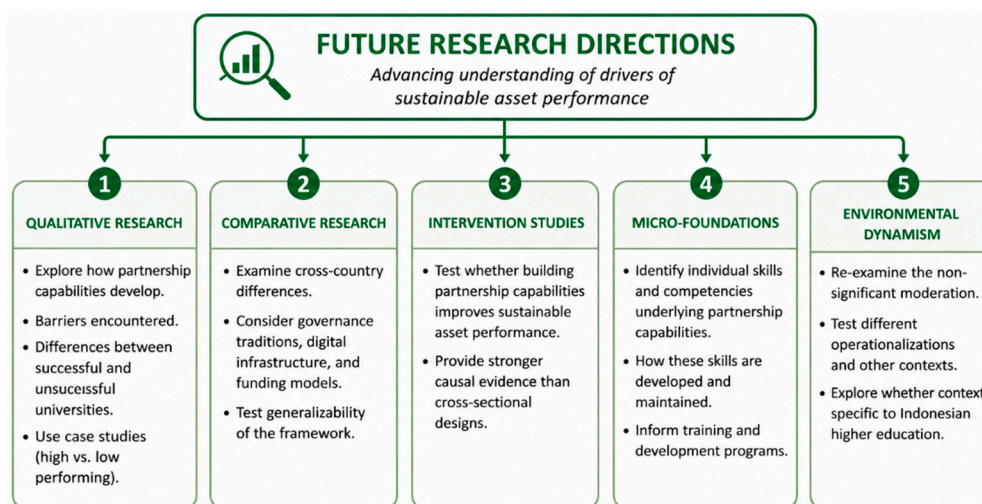 FUTURE RESEARCH DIRECTIONS
Advancing understanding of drivers of
sustainable asset performance
1
QUALITATIVE RESEARCH
• Explore how partnership
capabilities develop.
• Barriers encountered.
• Differences between
successful and
unsucessful
universities.
• Use case studies
(high vs. low
performing).
2
COMPARATIVE RESEARCH
• Examine cross-country
differences.
• Consider governance
traditions, digital
infrastructure, and
funding models.
• Test generalizability
of the framework.
3
INTERVENTION STUDIES
• Test whether building
partnership capabilities
improves sustainable
asset performance.
• Provide stronger
causal evidence than
cross-sectional
designs.
4
MICRO-FOUNDATIONS
• Identify individual skills
and competencies
underlying partnership
capabilities.
• How these skills are
developed and
maintained.
• Inform training and
development programs.
5
ENVIRONMENTAL
DYNAMISM
• Re-examine the non-
significant moderation.
• Test different
operationalizations
and other contexts.
• Explore whether context
specific to Indonesian
higher education.